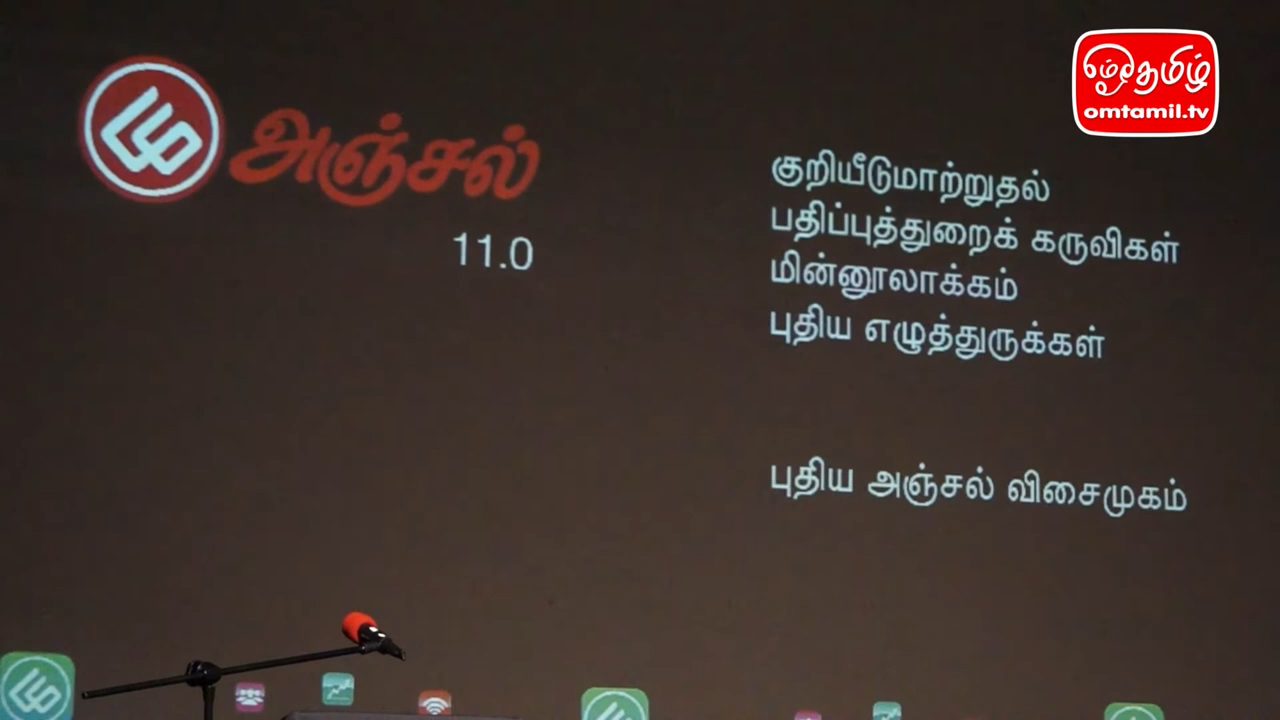 அஞ்சல்
11.0
குறியீடுமாற்றுதல்
பதிப்புத்துறைக் கருவிகள்
மின்னூலாக்கம்
புதிய எழுத்துருக்கள்
புதிய அஞ்சல் விசைமுகம்
ஓம்தமிழ்
omtamil.tv